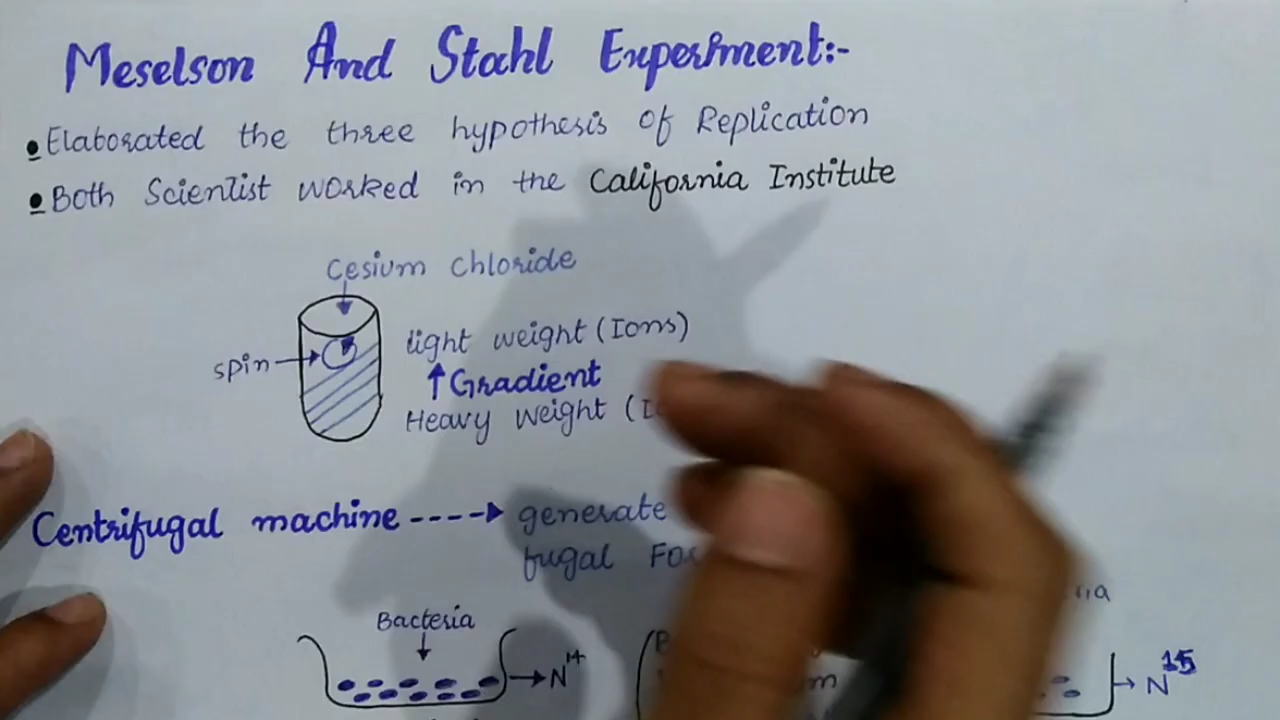 Meselson And Stahl Experiment:-
• Elaborated the three hypothesis of Replication
• Both Scientist worked in the California Institute
Cesium chloride
light weight (Ions)
spin
↑ Gradient
Heavy weight (I
Centrifugal machine ----► generate
fugal Fo
Bacteria
N14
N15